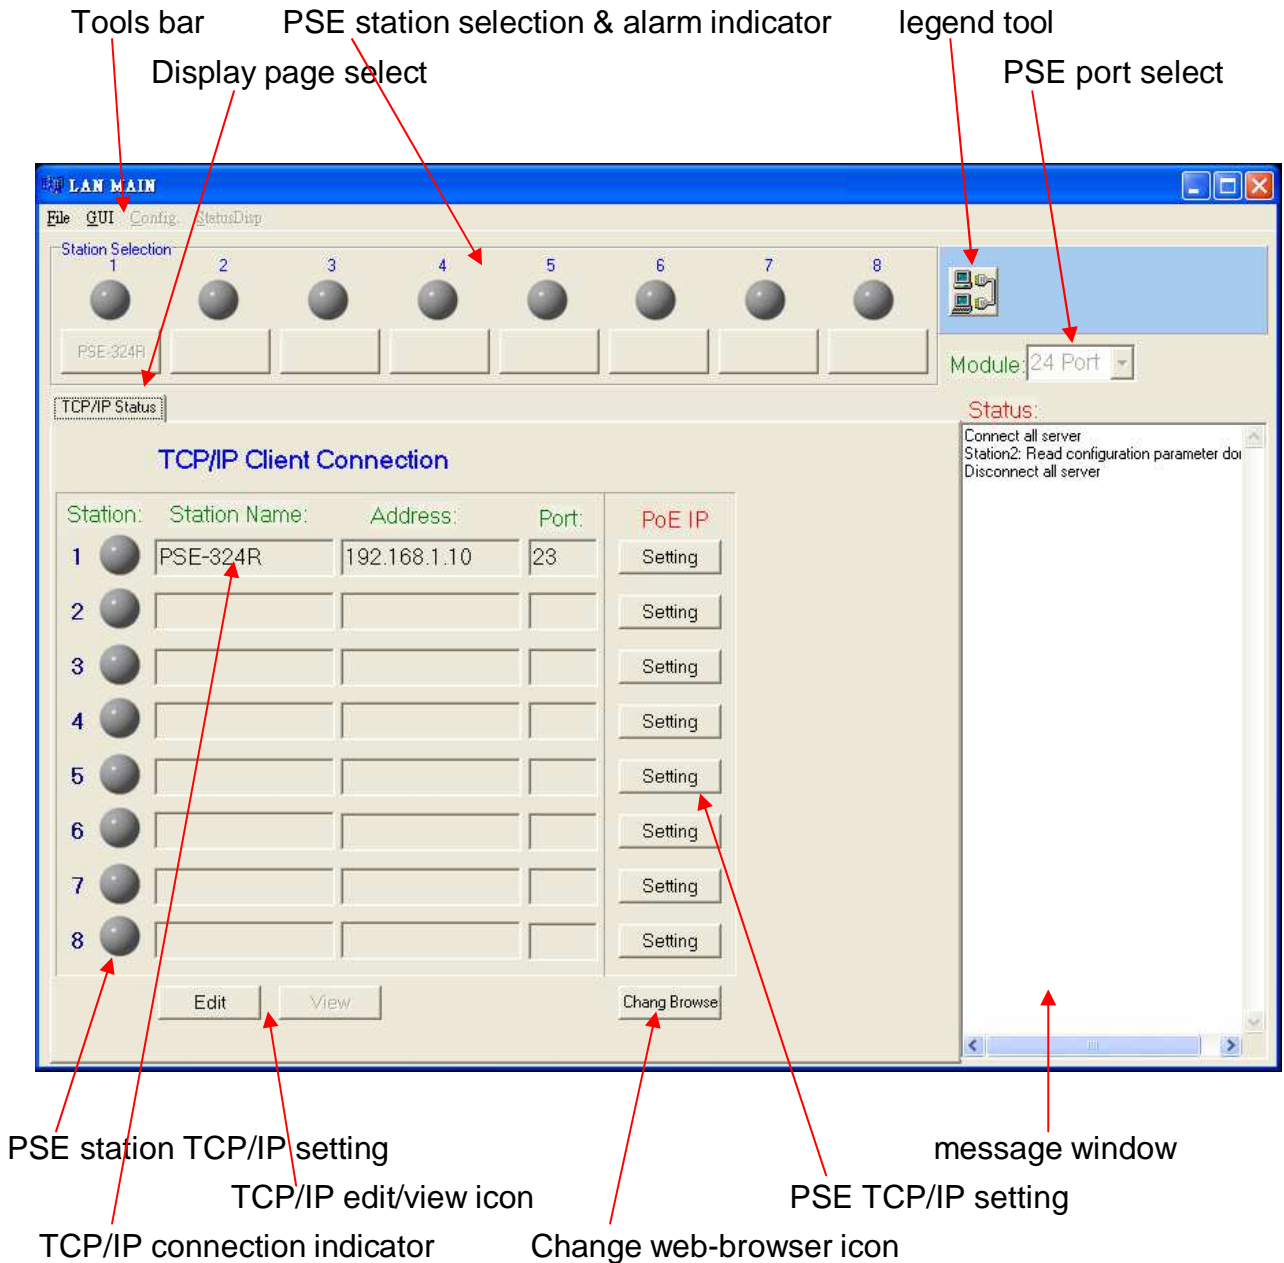 Tools bar PSE station selection & alarm indicator legend tool
Display page select PSE port select
LAN MAIN
File GUI Config. StatusDisp
Station Selection
1 2 3 4 5 6 7 8
PSE-324R
Module: 24 Port
TCP/IP Status
Status:
Connect all server
Station2: Read configuration parameter dor
Disconnect all server
TCP/IP Client Connection
Station: Station Name: Address: Port: PoE IP
1 PSE-324R 192.168.1.10 23 Setting
2 Setting
3 Setting
4 Setting
5 Setting
6 Setting
7 Setting
8 Setting
Edit View Chang Browse
PSE station TCP/IP setting message window
TCP/IP edit/view icon PSE TCP/IP setting
TCP/IP connection indicator Change web-browser icon